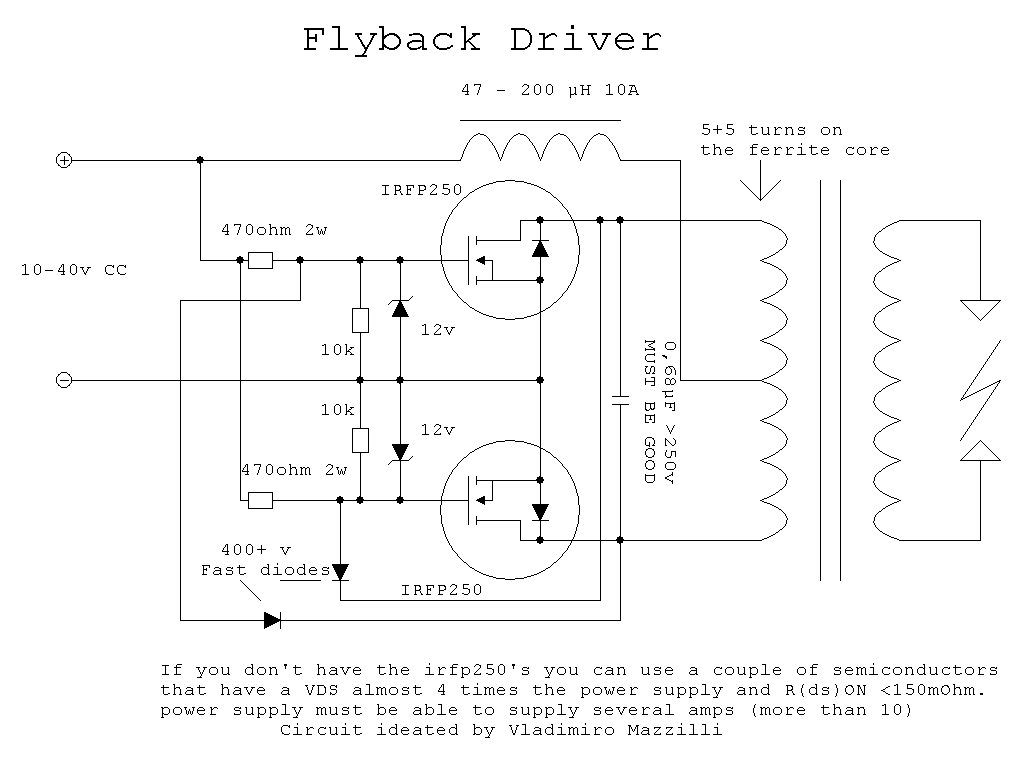 Flyback Driver
47 - 200 µH 10A
5+5 turns on
the ferrite core
+
IRFP250
470ohm 2w
10-40v CC
12v
10k
-
10k
12v
470ohm 2w
0,68µF >250v
MUST BE GOOD
400+ v
Fast diodes
IRFP250
If you don't have the irfp250's you can use a couple of semiconductors
that have a VDS almost 4 times the power supply and R(ds)ON <150mOhm.
power supply must be able to supply several amps (more than 10)
Circuit ideated by Vladimiro Mazzilli